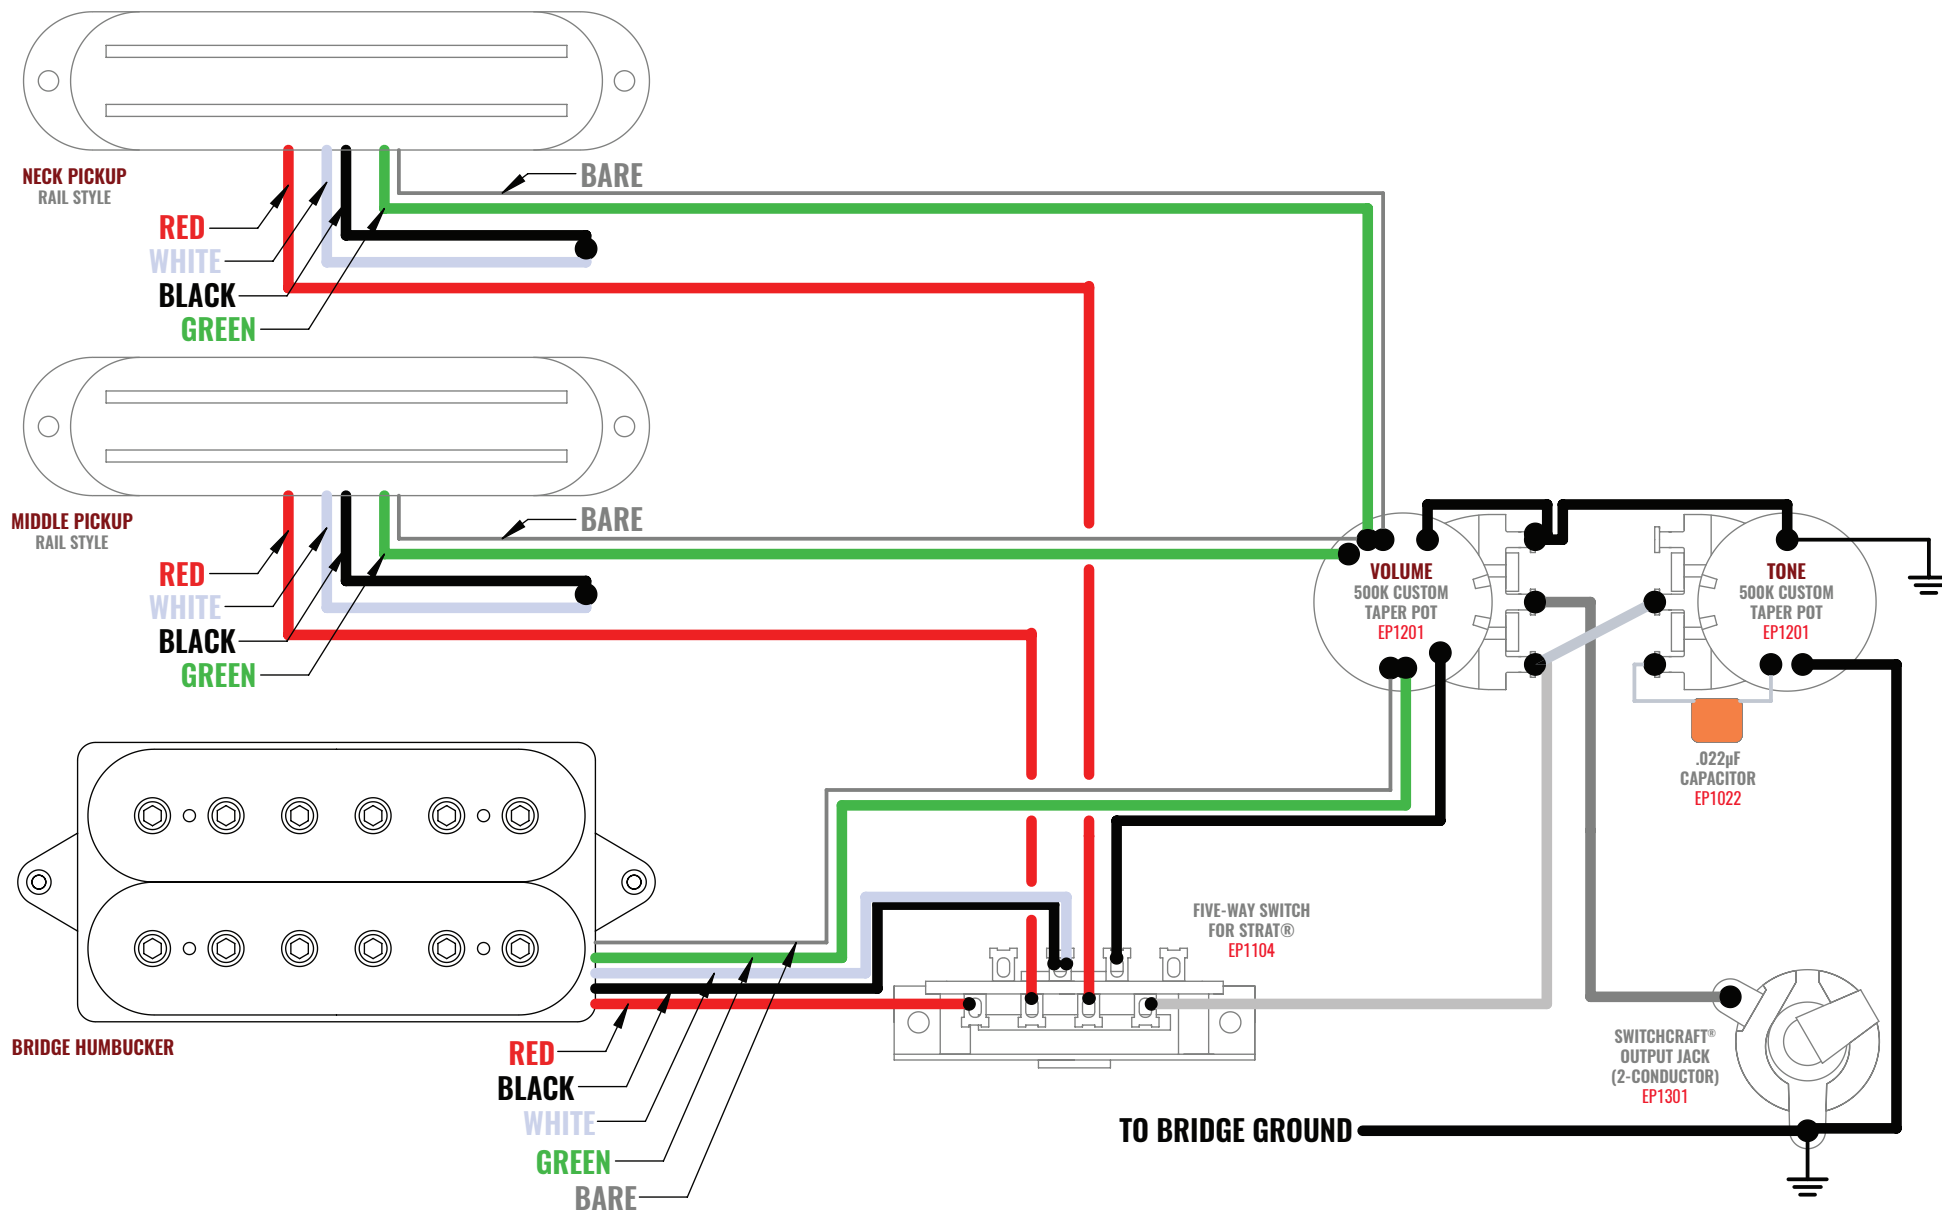 NECK PICKUP
RAIL STYLE
BARE
RED
WHITE
BLACK
GREEN
MIDDLE PICKUP
RAIL STYLE
BARE
RED
WHITE
BLACK
GREEN
VOLUME
500K CUSTOM
TAPER POT
EP1201
TONE
500K CUSTOM
TAPER POT
EP1201
.022µF
CAPACITOR
EP1022
FIVE-WAY SWITCH
FOR STRAT®
EP1104
BRIDGE HUMBUCKER
RED
BLACK
WHITE
GREEN
BARE
SWITCHCRAFT®
OUTPUT JACK
(2-CONDUCTOR)
EP1301
TO BRIDGE GROUND